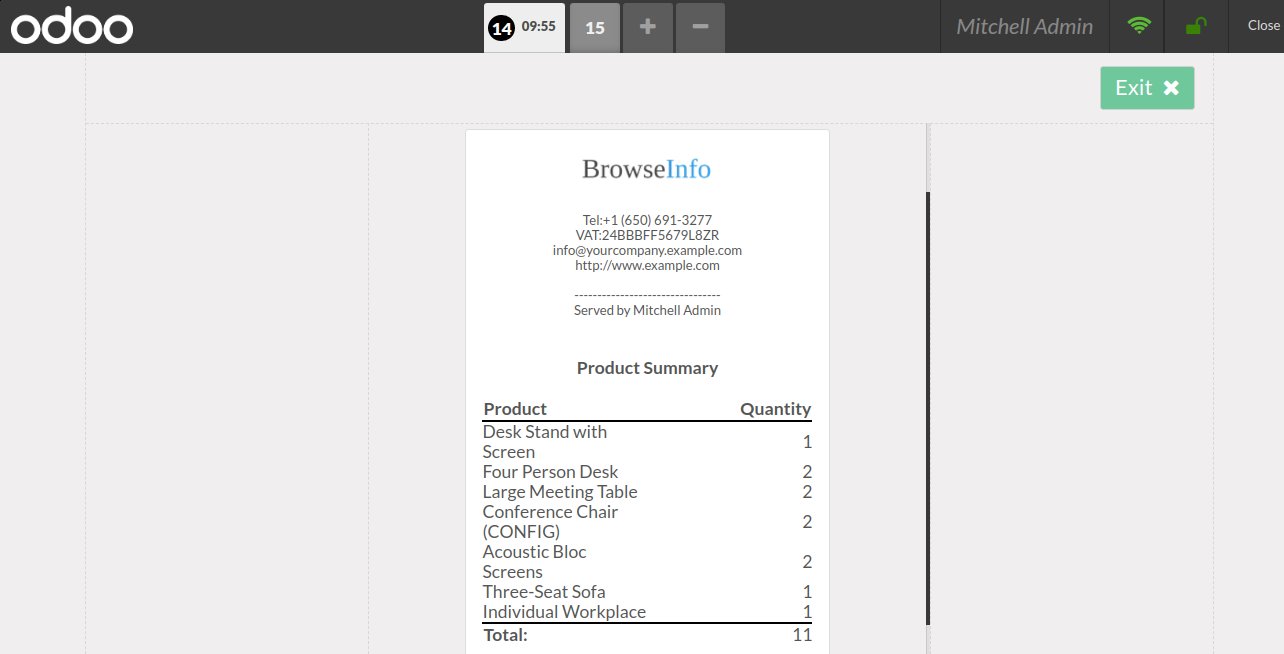 odoo
14 09:55 15 + −
Mitchell Admin
Close
Exit ✖
BrowseInfo
Tel:+1 (650) 691-3277
VAT:24BBBFF5679L8ZR
info@yourcompany.example.com
http://www.example.com
--------------------------------
Served by Mitchell Admin
Product Summary
Product Quantity
Desk Stand with
Screen 1
Four Person Desk 2
Large Meeting Table 2
Conference Chair
(CONFIG) 2
Acoustic Bloc
Screens 2
Three-Seat Sofa 1
Individual Workplace 1
Total: 11